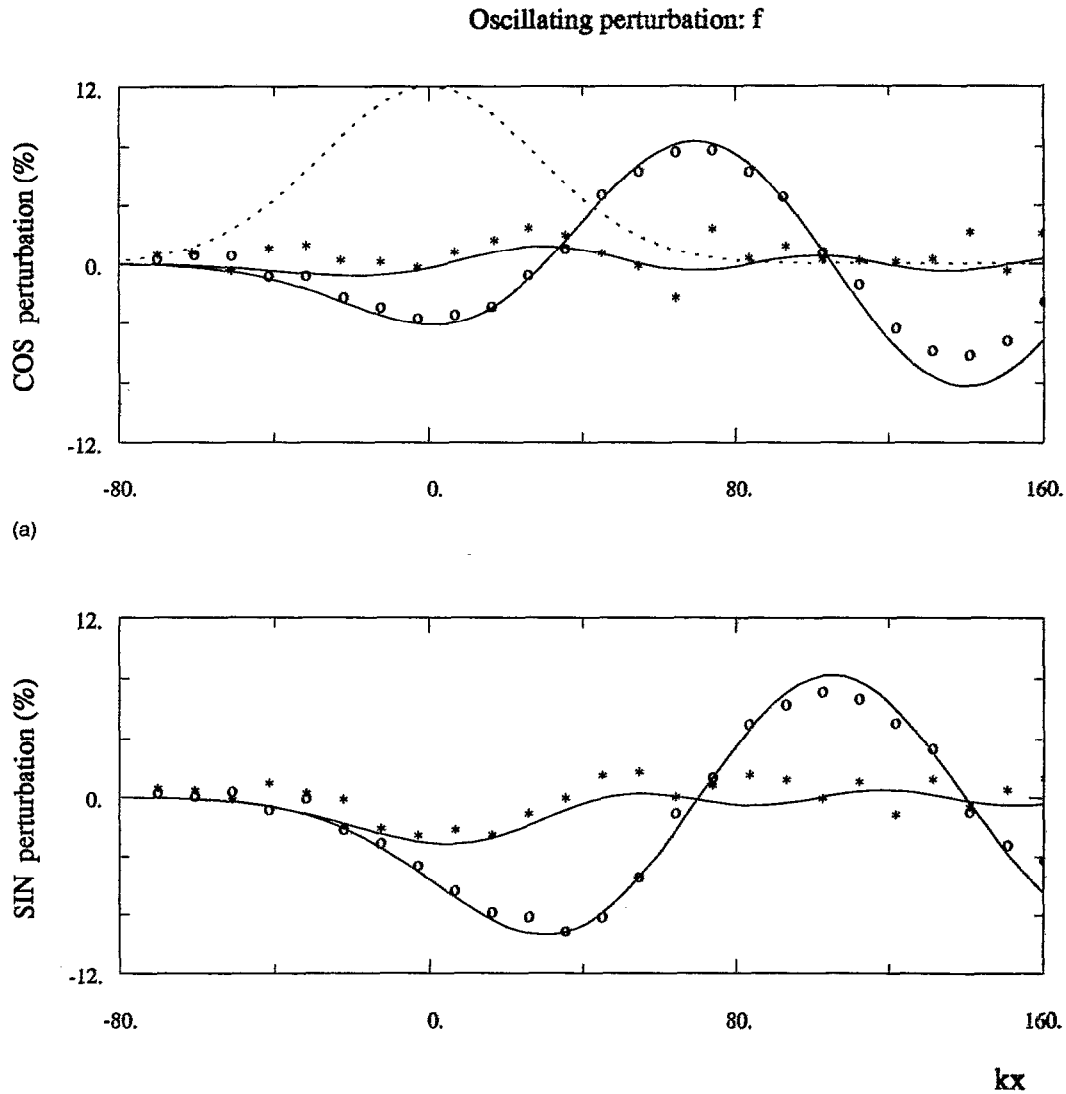 Oscillating perturbation: f
12.
0.
-12.
COS perturbation (%)
-80. 0. 80. 160.
(a)
12.
0.
-12.
SIN perturbation (%)
-80. 0. 80. 160.
kx